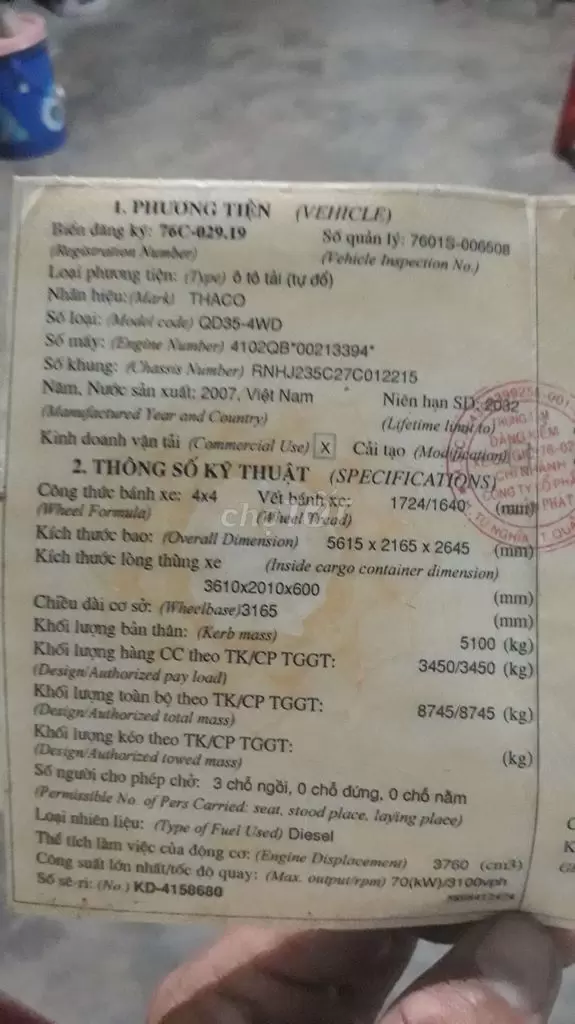 1. PHƯƠNG TIỆN (VEHICLE)
Biển đăng ký: 76C-029.19 Số quản lý: 7601S-006508
(Registration Number) (Vehicle Inspection No.)
Loại phương tiện: (Type) ô tô tải (tự đổ)
Nhãn hiệu: (Mark) THACO
Số loại: (Model code) QD35-4WD
Số máy: (Engine Number) 4102QB*00213394*
Số khung: (Chassis Number) RNHJ235C27C012215
Năm, Nước sản xuất: 2007, Việt Nam Niên hạn SD: 2032
(Manufactured Year and Country) (Lifetime limit to)
Kinh doanh vận tải (Commercial Use) X Cải tạo (Modification)
2. THÔNG SỐ KỸ THUẬT (SPECIFICATIONS)
Công thức bánh xe: 4x4 Vết bánh xe: 1724/1640 (mm)
(Wheel Formula) (Wheel Tread)
Kích thước bao: (Overall Dimension) 5615 x 2165 x 2645 (mm)
Kích thước lòng thùng xe (Inside cargo container dimension)
3610x2010x600 (mm)
Chiều dài cơ sở: (Wheelbase) 3165 (mm)
Khối lượng bản thân: (Kerb mass) 5100 (kg)
Khối lượng hàng CC theo TK/CP TGGT: 3450/3450 (kg)
(Design/Authorized pay load)
Khối lượng toàn bộ theo TK/CP TGGT: 8745/8745 (kg)
(Design/Authorized total mass)
Khối lượng kéo theo TK/CP TGGT: (kg)
(Design/Authorized towed mass)
Số người cho phép chở: 3 chỗ ngồi, 0 chỗ đứng, 0 chỗ nằm
(Permissible No. of Pers Carried: seat, stood place, laying place)
Loại nhiên liệu: (Type of Fuel Used) Diesel
Thể tích làm việc của động cơ: (Engine Displacement) 3760 (cm3)
Công suất lớn nhất/tốc độ quay: (Max. output/rpm) 70(kW)/3100vph
Số sê-ri: (No.) KD-4158680